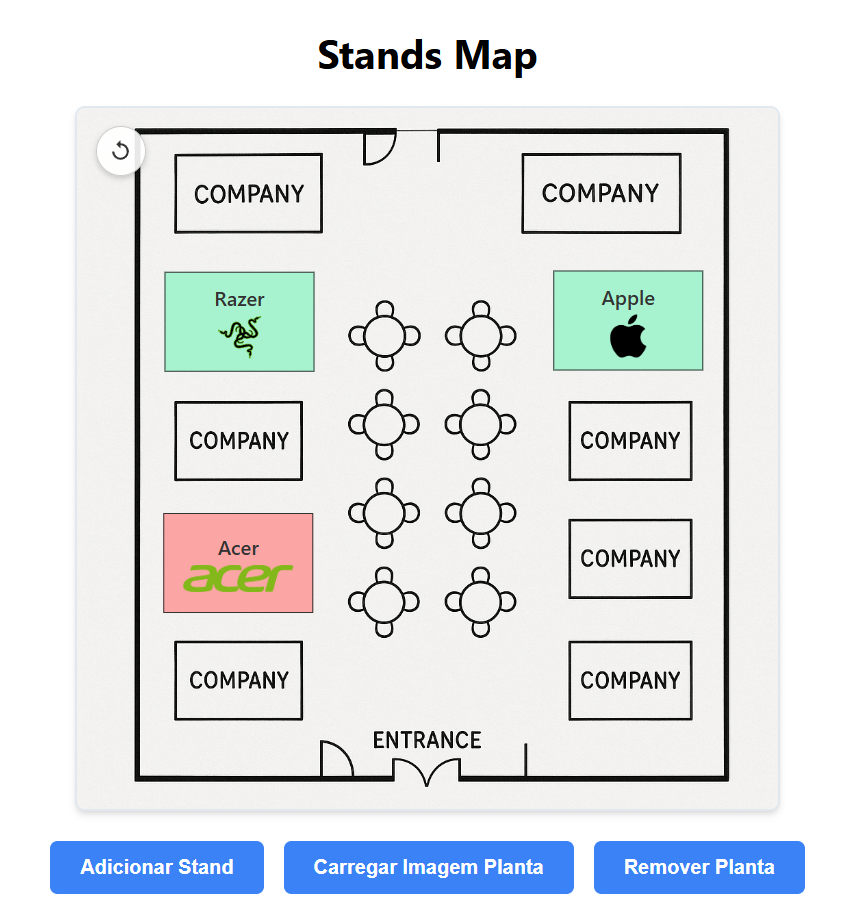 Stands Map
COMPANY
COMPANY
Razer
Apple
COMPANY
COMPANY
Acer
acer
COMPANY
COMPANY
COMPANY
ENTRANCE
Adicionar Stand
Carregar Imagem Planta
Remover Planta